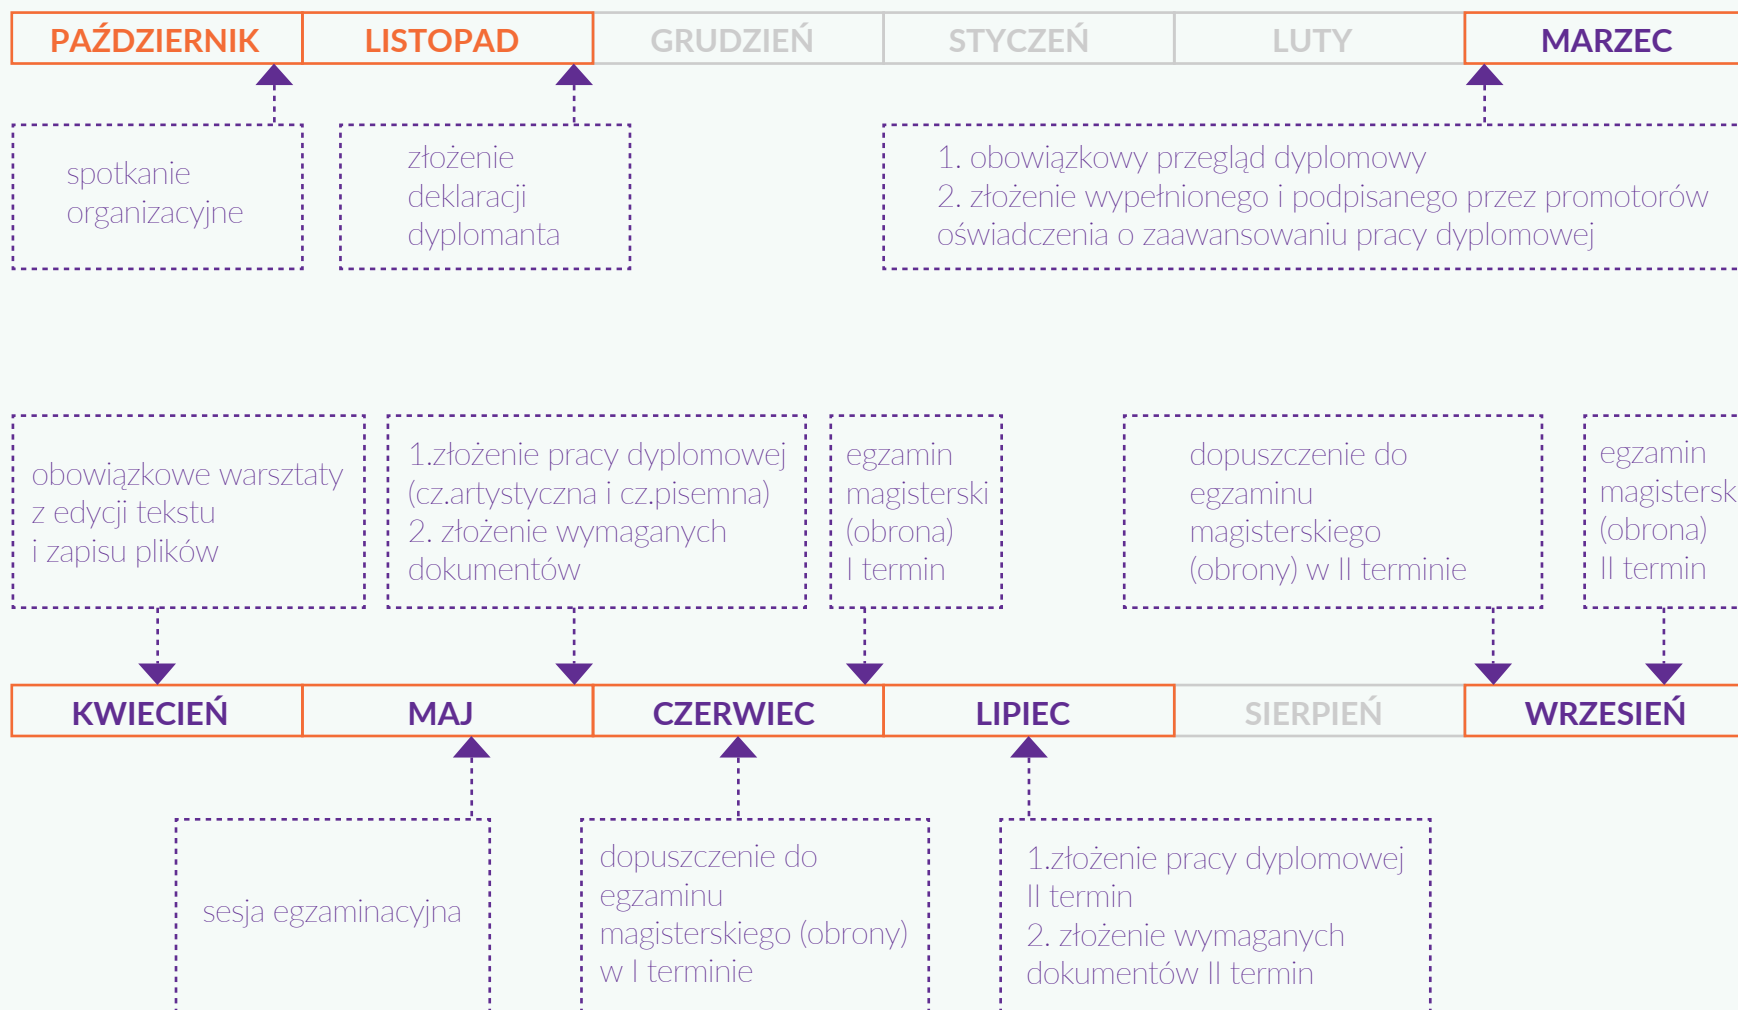 PAŹDZIERNIK
LISTOPAD
GRUDZIEŃ
STYCZEŃ
LUTY
MARZEC
spotkanie
organizacyjne
złożenie
deklaracji
dyplomanta
1. obowiązkowy przegląd dyplomowy
2. złożenie wypełnionego i podpisanego przez promotorów
oświadczenia o zaawansowaniu pracy dyplomowej
obowiązkowe warsztaty
z edycji tekstu
i zapisu plików
1.złożenie pracy dyplomowej
(cz.artystyczna i cz.pisemna)
2. złożenie wymaganych
dokumentów
egzamin
magisterski
(obrona)
I termin
dopuszczenie do
egzaminu
magisterskiego
(obrony) w II terminie
egzamin
magistersk
(obrona)
II termin
KWIECIEŃ
MAJ
CZERWIEC
LIPIEC
SIERPIEŃ
WRZESIEŃ
sesja egzaminacyjna
dopuszczenie do
egzaminu
magisterskiego (obrony)
w I terminie
1.złożenie pracy dyplomowej
II termin
2. złożenie wymaganych
dokumentów II termin